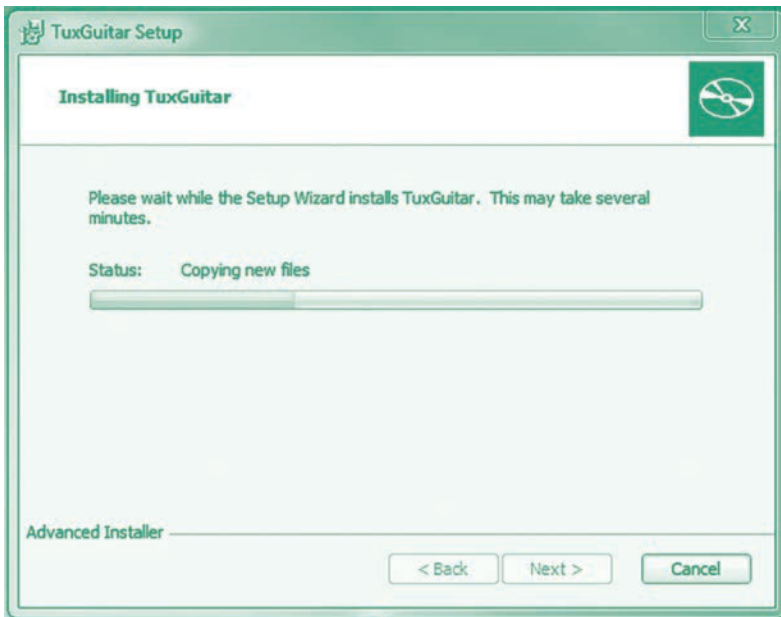 TuxGuitar Setup
Installing TuxGuitar
Please wait while the Setup Wizard installs TuxGuitar. This may take several
minutes.
Status: Copying new files
Advanced Installer
< Back Next > Cancel